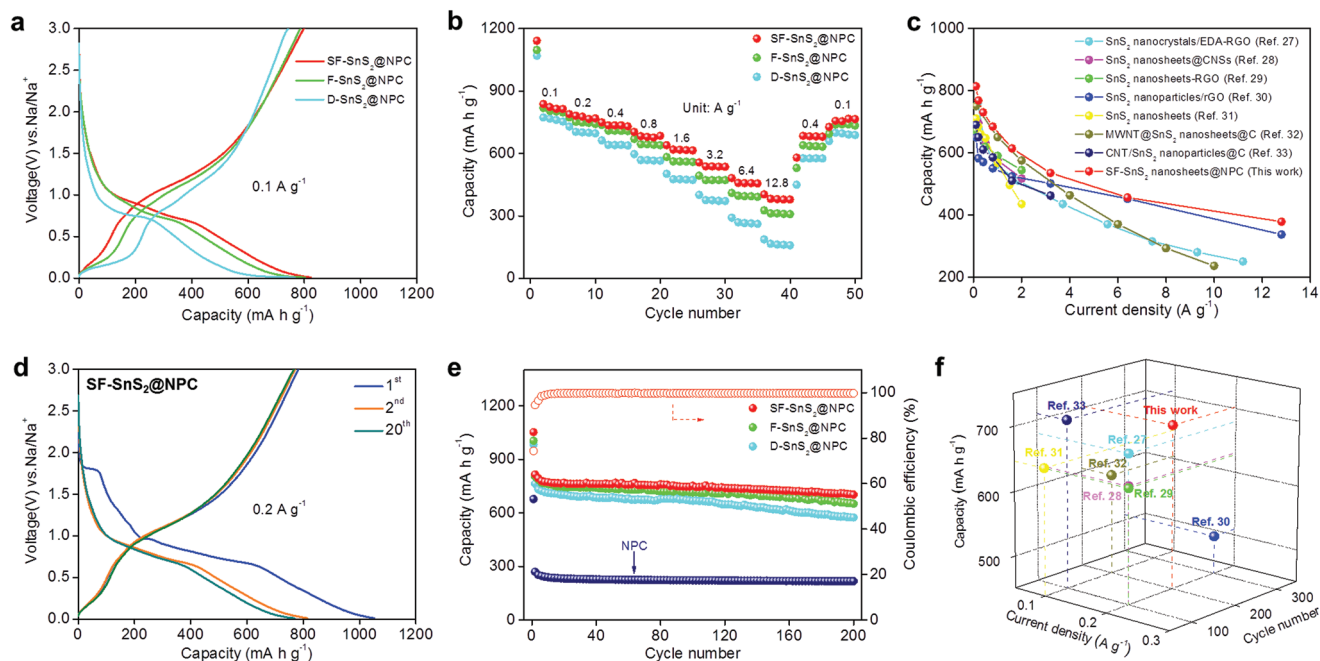 a
3.0
2.5
2.0
1.5
1.0
0.5
0.0
Voltage(V) vs.Na/Na⁺
SF-SnS₂@NPC
F-SnS₂@NPC
D-SnS₂@NPC
0.1 A g⁻¹
0 200 400 600 800 1000 1200
Capacity (mA h g⁻¹)
b
1200
900
600
300
0
Capacity (mA h g⁻¹)
SF-SnS₂@NPC
F-SnS₂@NPC
D-SnS₂@NPC
Unit: A g⁻¹
0.1 0.2 0.4 0.8 1.6 3.2 6.4 12.8 0.4 0.1
0 10 20 30 40 50
Cycle number
c
1000
800
600
400
200
Capacity (mA h g⁻¹)
SnS₂ nanocrystals/EDA-RGO (Ref. 27)
SnS₂ nanosheets@CNSs (Ref. 28)
SnS₂ nanosheets-RGO (Ref. 29)
SnS₂ nanoparticles/rGO (Ref. 30)
SnS₂ nanosheets (Ref. 31)
MWNT@SnS₂ nanosheets@C (Ref. 32)
CNT/SnS₂ nanoparticles@C (Ref. 33)
SF-SnS₂ nanosheets@NPC (This work)
0 2 4 6 8 10 12 14
Current density (A g⁻¹)
d
SF-SnS₂@NPC
3.0
2.5
2.0
1.5
1.0
0.5
0.0
Voltage(V) vs.Na/Na⁺
1ˢᵗ
2ⁿᵈ
20ᵗʰ
0.2 A g⁻¹
0 200 400 600 800 1000 1200
Capacity (mA h g⁻¹)
e
1200
900
600
300
0
Capacity (mA h g⁻¹)
SF-SnS₂@NPC
F-SnS₂@NPC
D-SnS₂@NPC
NPC
100
80
60
40
20
0
Coulombic efficiency (%)
0 40 80 120 160 200
Cycle number
f
700
600
500
Capacity (mA h g⁻¹)
Ref. 33
This work
Ref. 27
Ref. 31
Ref. 32
Ref. 28
Ref. 29
Ref. 30
0.1
0.2
0.3
Current density (A g⁻¹)
100
200
300
Cycle number